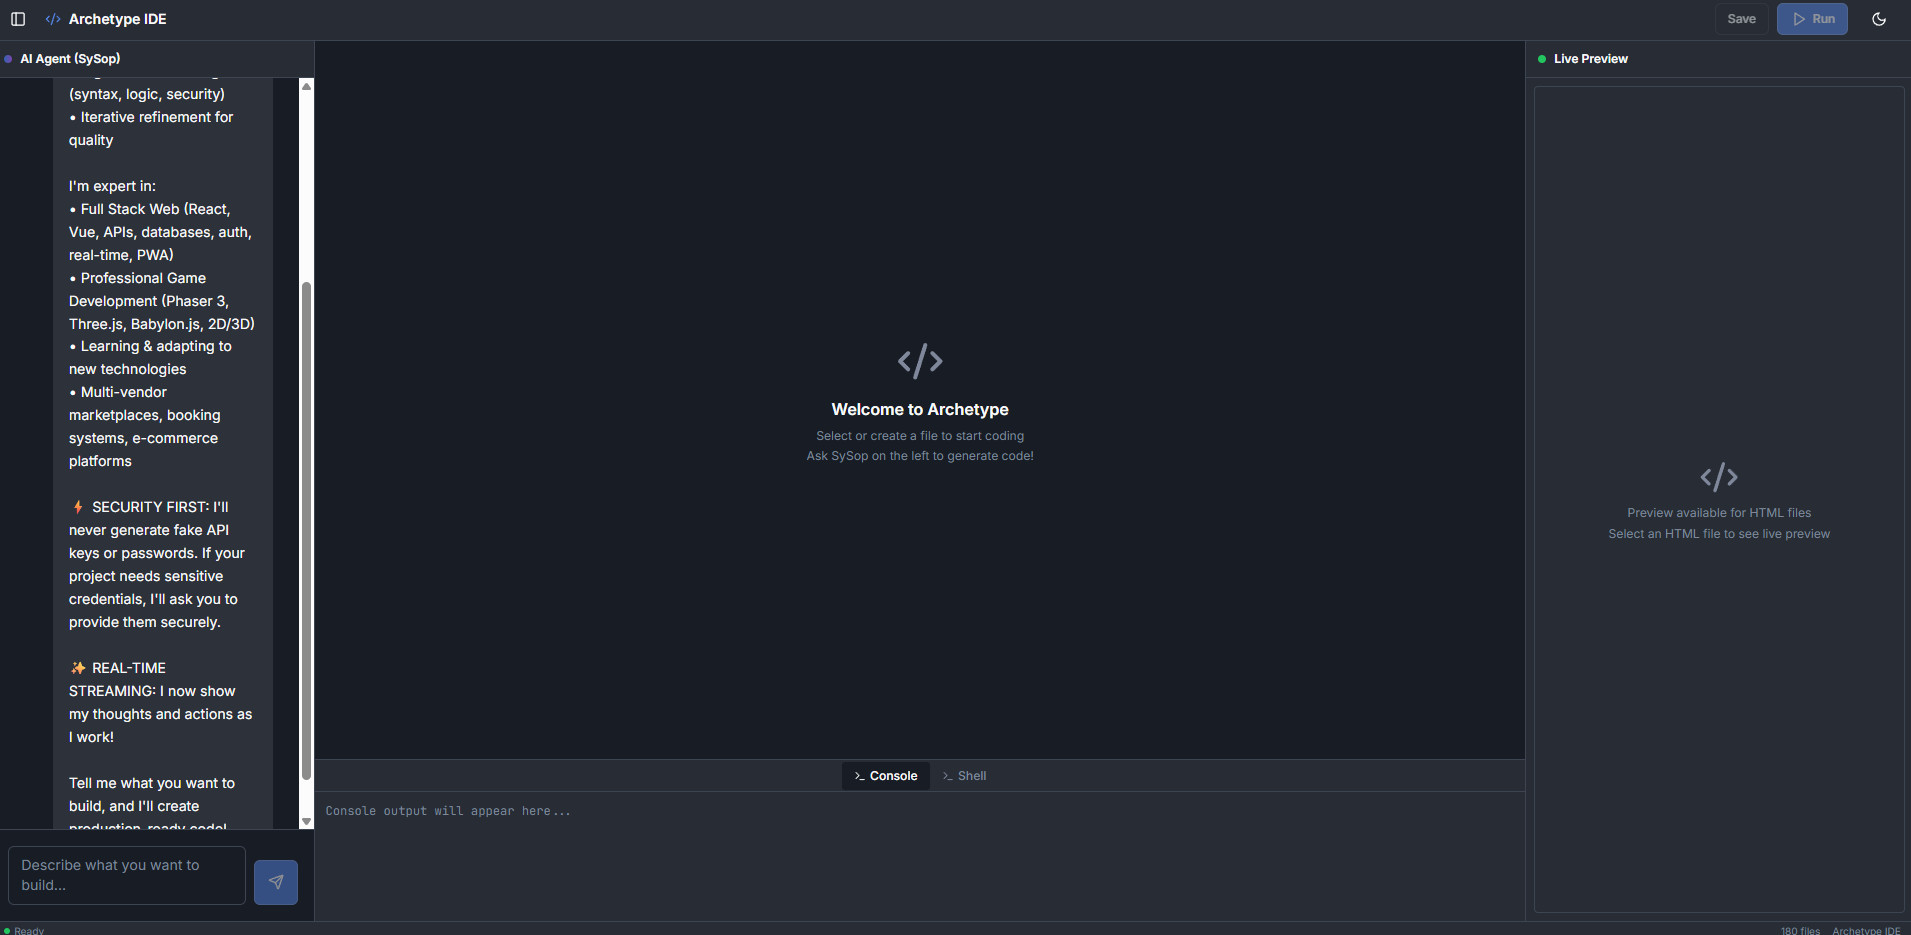 </> Archetype IDE
Save
Run
AI Agent (SySop)
(syntax, logic, security)
• Iterative refinement for
quality
I'm expert in:
• Full Stack Web (React,
Vue, APIs, databases, auth,
real-time, PWA)
• Professional Game
Development (Phaser 3,
Three.js, Babylon.js, 2D/3D)
• Learning & adapting to
new technologies
• Multi-vendor
marketplaces, booking
systems, e-commerce
platforms
⚡ SECURITY FIRST: I'll
never generate fake API
keys or passwords. If your
project needs sensitive
credentials, I'll ask you to
provide them securely.
✨ REAL-TIME
STREAMING: I now show
my thoughts and actions as
I work!
Tell me what you want to
build, and I'll create
production-ready code!
Describe what you want to
build...
</>
Welcome to Archetype
Select or create a file to start coding
Ask SySop on the left to generate code!
>_ Console
>_ Shell
Console output will appear here...
Live Preview
</>
Preview available for HTML files
Select an HTML file to see live preview
Ready
180 files
Archetype IDE